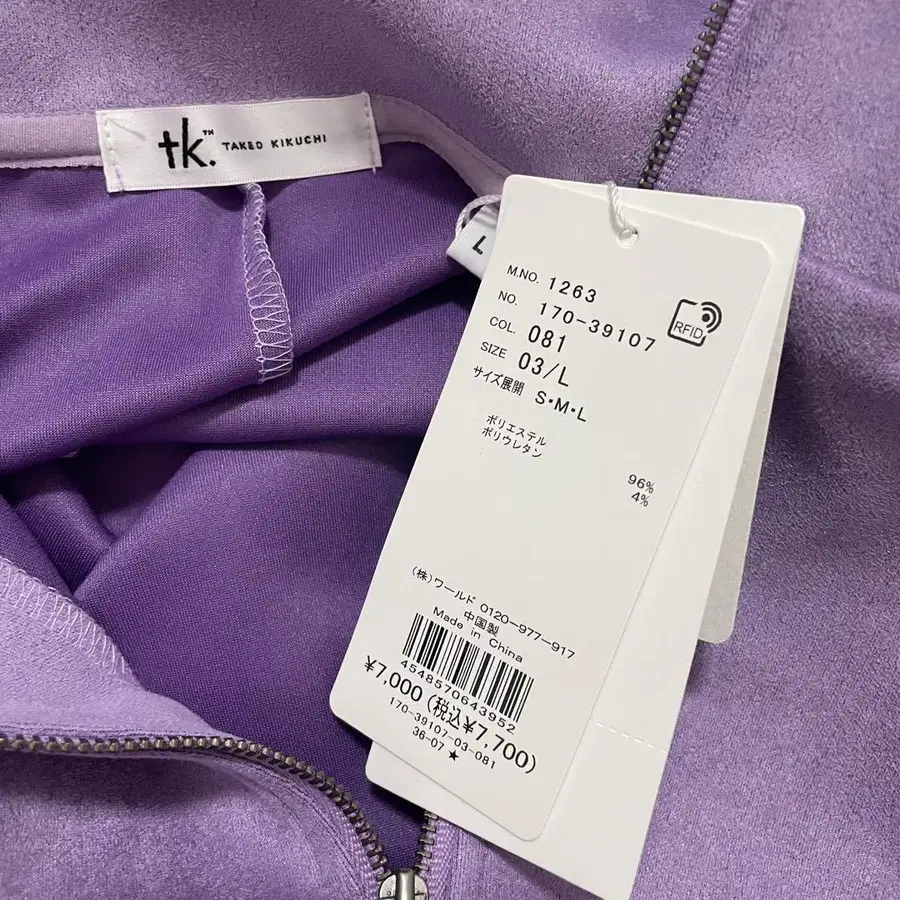 tk.™ TAKEO KIKUCHI
L
M.NO. 1263
NO. 170-39107
COL. 081
SIZE 03/L
サイズ展開 S・M・L
RFID
ポリエステル 96%
ポリウレタン 4%
(株)ワールド 0120-977-917
中国製
Made in China
4548570643952
¥7,000 (税込¥7,700)
170-39107-03-081
36-07 ★